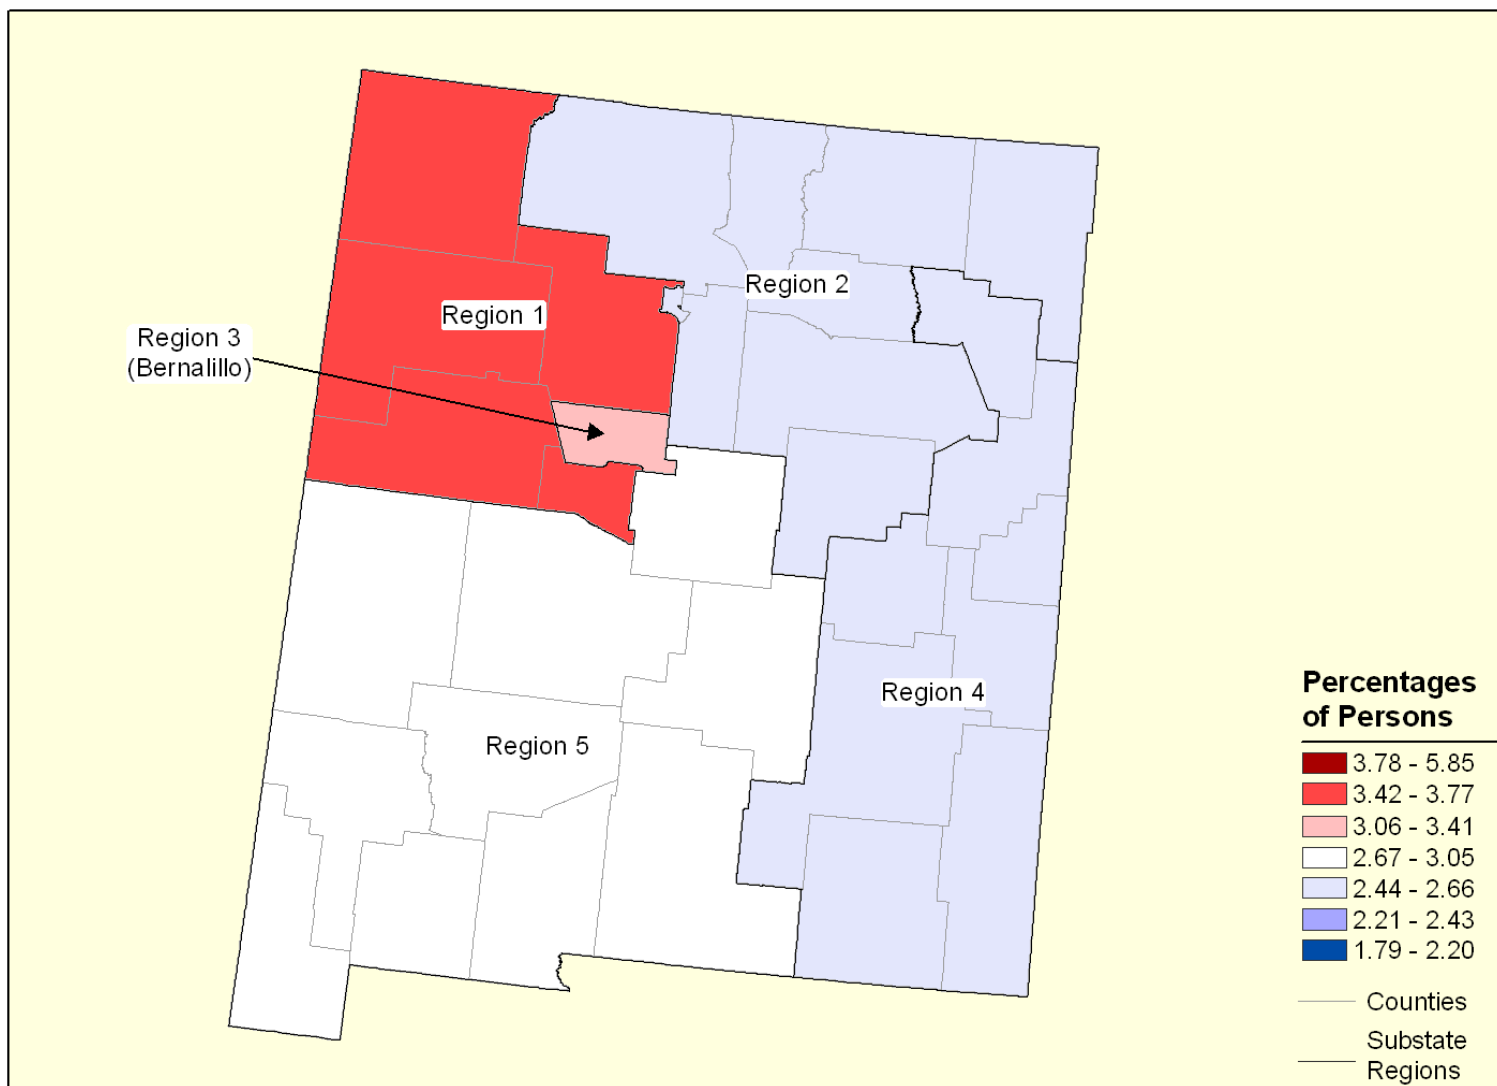 Region 2
Region 1
Region 3
(Bernalillo)
Region 4
Region 5
Percentages
of Persons
3.78 - 5.85
3.42 - 3.77
3.06 - 3.41
2.67 - 3.05
2.44 - 2.66
2.21 - 2.43
1.79 - 2.20
Counties
Substate
Regions